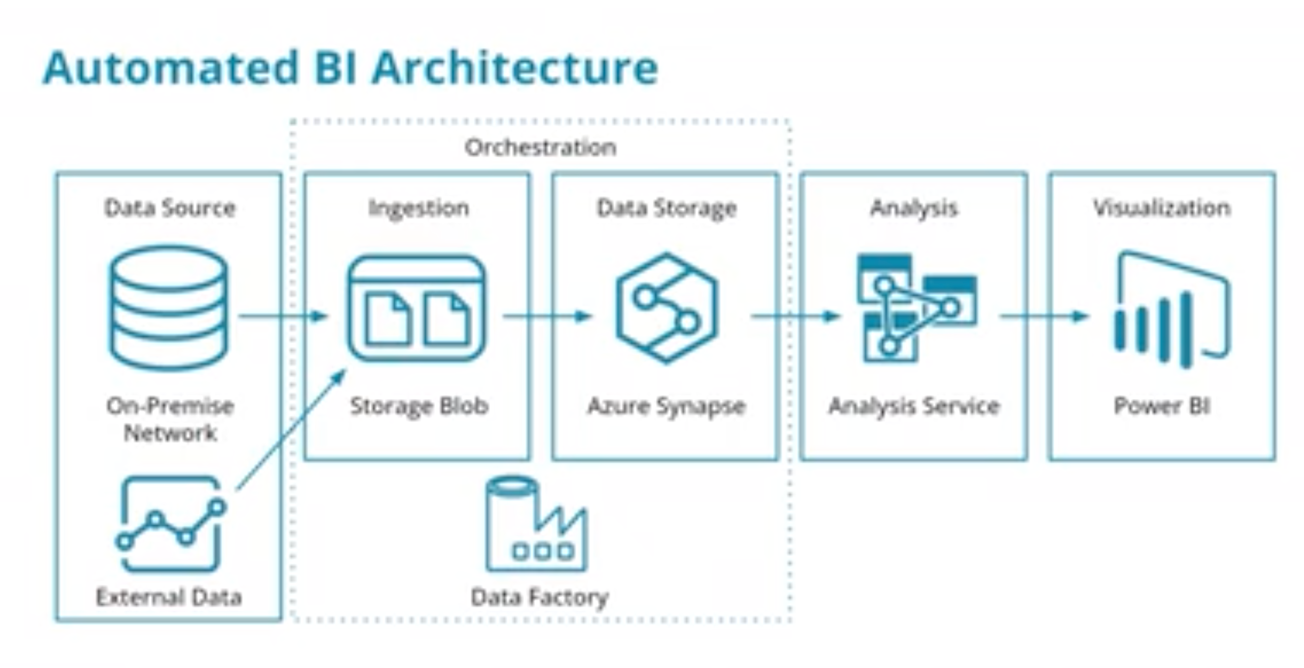 Automated BI Architecture
Orchestration
Data Source
On-Premise
Network
External Data
Ingestion
Storage Blob
Data Storage
Azure Synapse
Data Factory
Analysis
Analysis Service
Visualization
Power BI